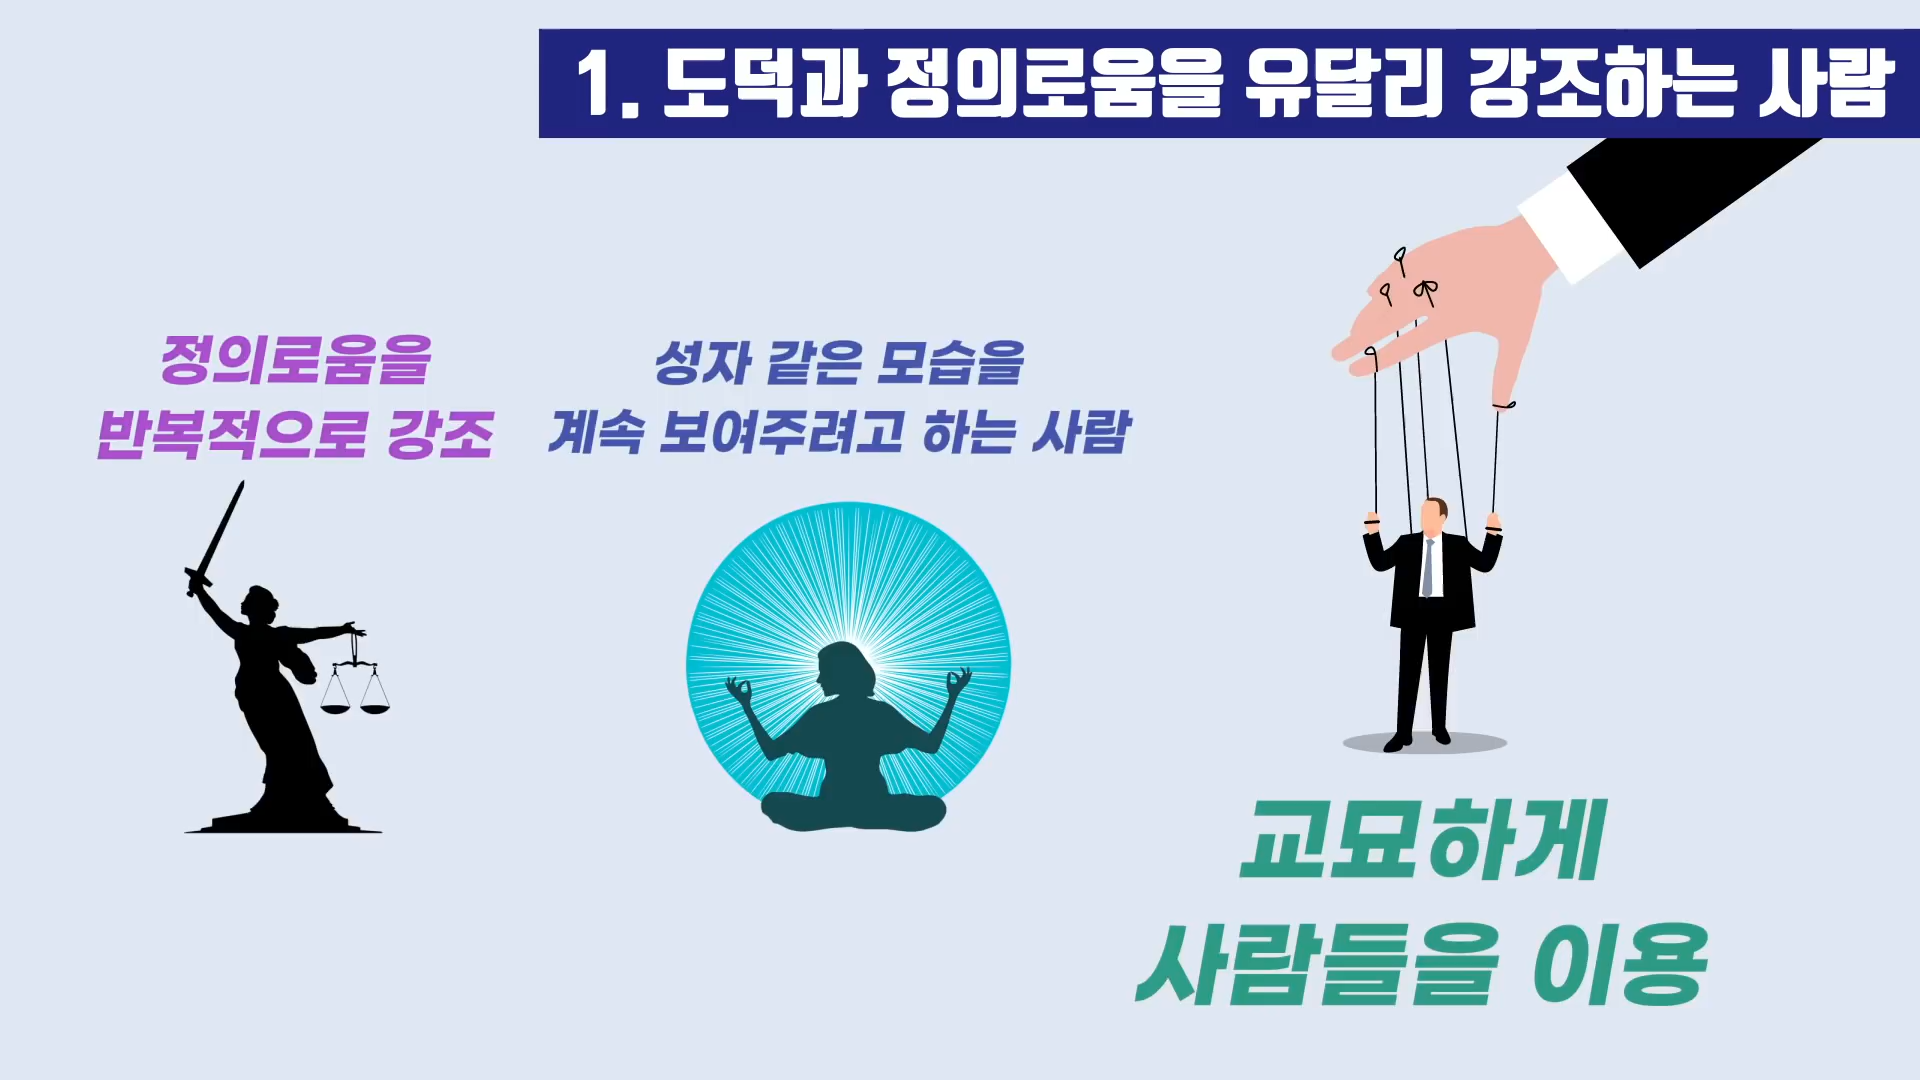 1. 도덕과 정의로움을 유달리 강조하는 사람
정의로움을
반복적으로 강조
성자 같은 모습을
계속 보여주려고 하는 사람
교묘하게
사람들을 이용